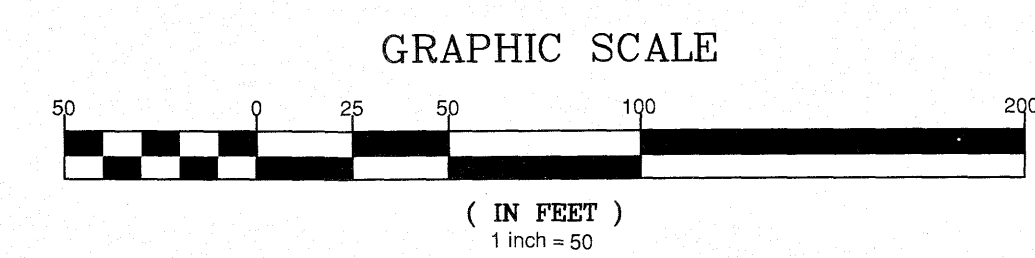 GRAPHIC SCALE
50 0 25 50 100 200
( IN FEET )
1 inch = 50